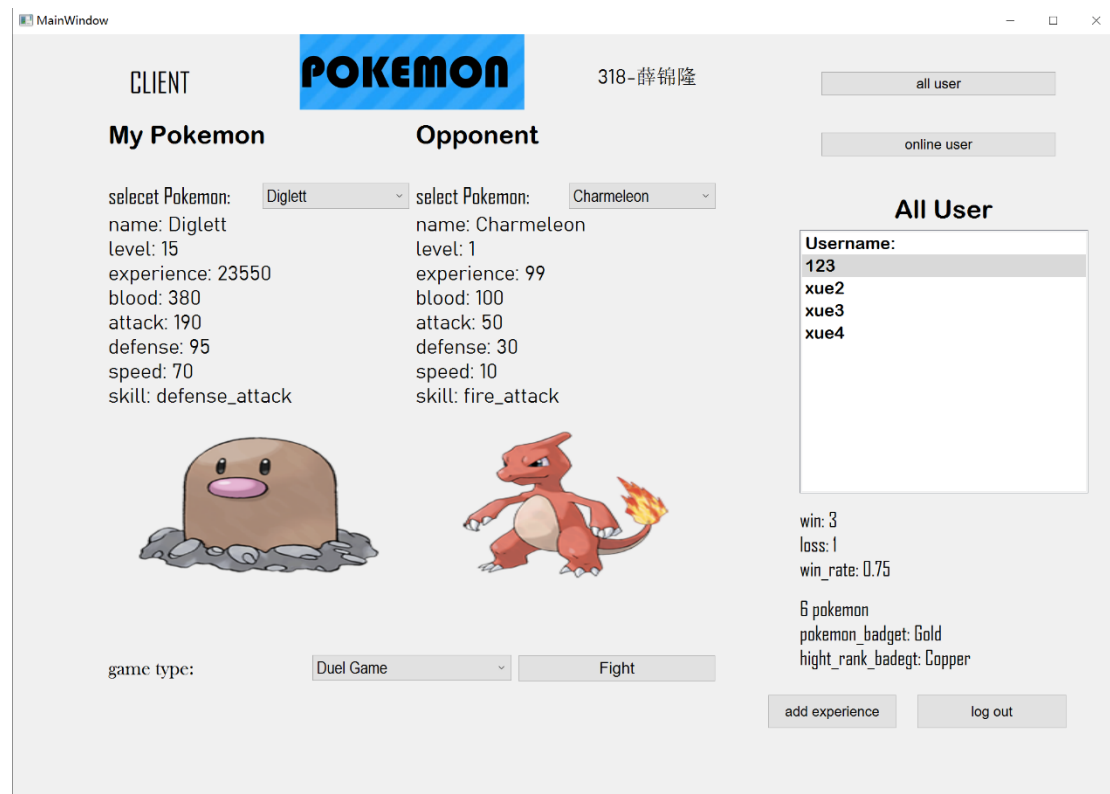 MainWindow
CLIENT
POKEMON
318-薛锦隆
all user
online user
My Pokemon
Opponent
selecet Pokemon:
Diglett
select Pokemon:
Charmeleon
name: Diglett
level: 15
experience: 23550
blood: 380
attack: 190
defense: 95
speed: 70
skill: defense_attack
name: Charmeleon
level: 1
experience: 99
blood: 100
attack: 50
defense: 30
speed: 10
skill: fire_attack
All User
Username:
123
xue2
xue3
xue4
win: 3
loss: 1
win_rate: 0.75
6 pokemon
pokemon_badget: Gold
hight_rank_badegt: Copper
game type:
Duel Game
Fight
add experience
log out